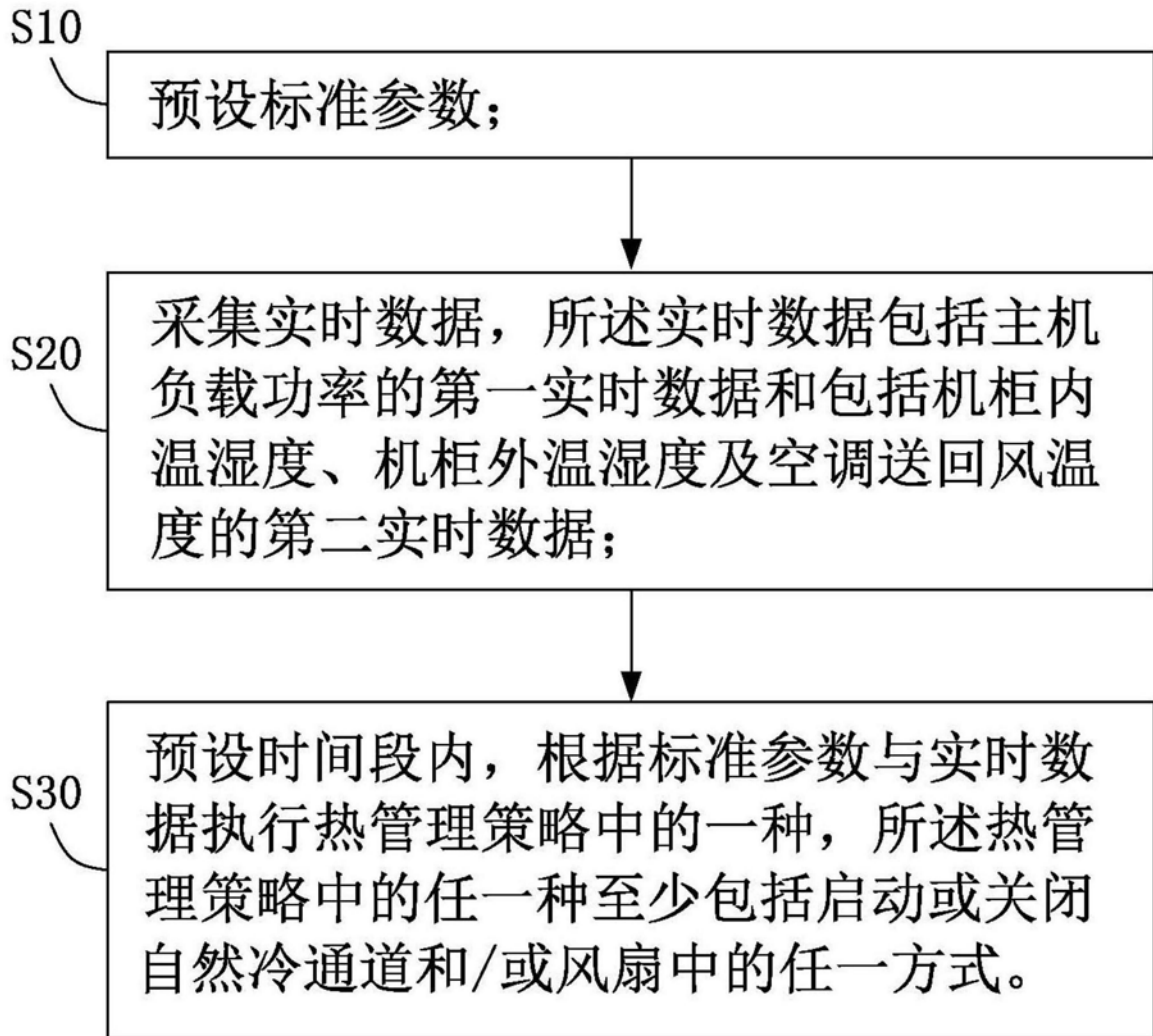 S10
预设标准参数;
S20
采集实时数据，所述实时数据包括主机
负载功率的第一实时数据和包括机柜内
温湿度、机柜外温湿度及空调送回风温
度的第二实时数据;
S30
预设时间段内，根据标准参数与实时数
据执行热管理策略中的一种，所述热管
理策略中的任一种至少包括启动或关闭
自然冷通道和/或风扇中的任一方式。